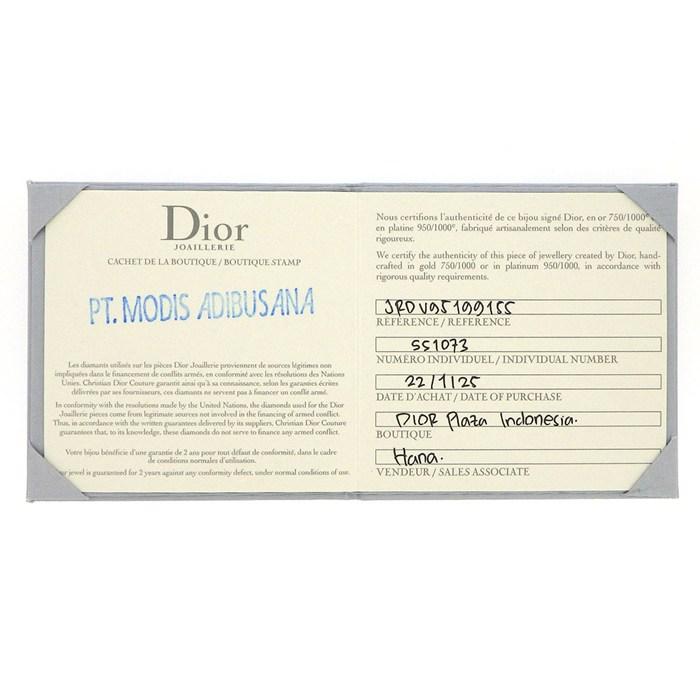 Dior
JOAILLERIE
CACHET DE LA BOUTIQUE / BOUTIQUE STAMP
PT. MODIS ADIBUSANA
Les diamants utilisés sur les pièces Dior Joaillerie proviennent de sources légitimes non
impliquées dans le financement de conflits armés, en conformité avec les résolutions des Nations
Unies. Christian Dior Couture garantit ainsi qu'à sa connaissance, selon les garanties écrites
délivrées par ses fournisseurs, ces diamants ne servent pas à financer un conflit armé.
In conformity with the resolutions made by the United Nations, the diamonds used for the Dior
Joaillerie pieces come from legitimate sources not involved in the financing of armed conflict.
Thus, in accordance with the written guarantees delivered by its suppliers, Christian Dior Couture
guarantees that, to its knowledge, these diamonds do not serve to finance any armed conflict.
Votre bijou bénéficie d'une garantie de 2 ans pour tout défaut de conformité, dans le cadre
de conditions normales d'utilisation.
jewel is guaranteed for 2 years against any conformity defect, under normal conditions of use.
Nous certifions l'authenticité de ce bijou signé Dior, en or 750/1000°
en platine 950/1000°, fabriqué artisanalement selon des critères de qualité
rigoureux.
We certify the authenticity of this piece of jewellery created by Dior, hand-
crafted in gold 750/1000 or in platinum 950/1000, in accordance with
rigorous quality requirements.
JRDV95199155
RÉFÉRENCE / REFERENCE
SS1073
NUMÉRO INDIVIDUEL / INDIVIDUAL NUMBER
22/1/25
DATE D'ACHAT / DATE OF PURCHASE
DIOR Plaza Indonesia.
BOUTIQUE
Hana.
VENDEUR / SALES ASSOCIATE